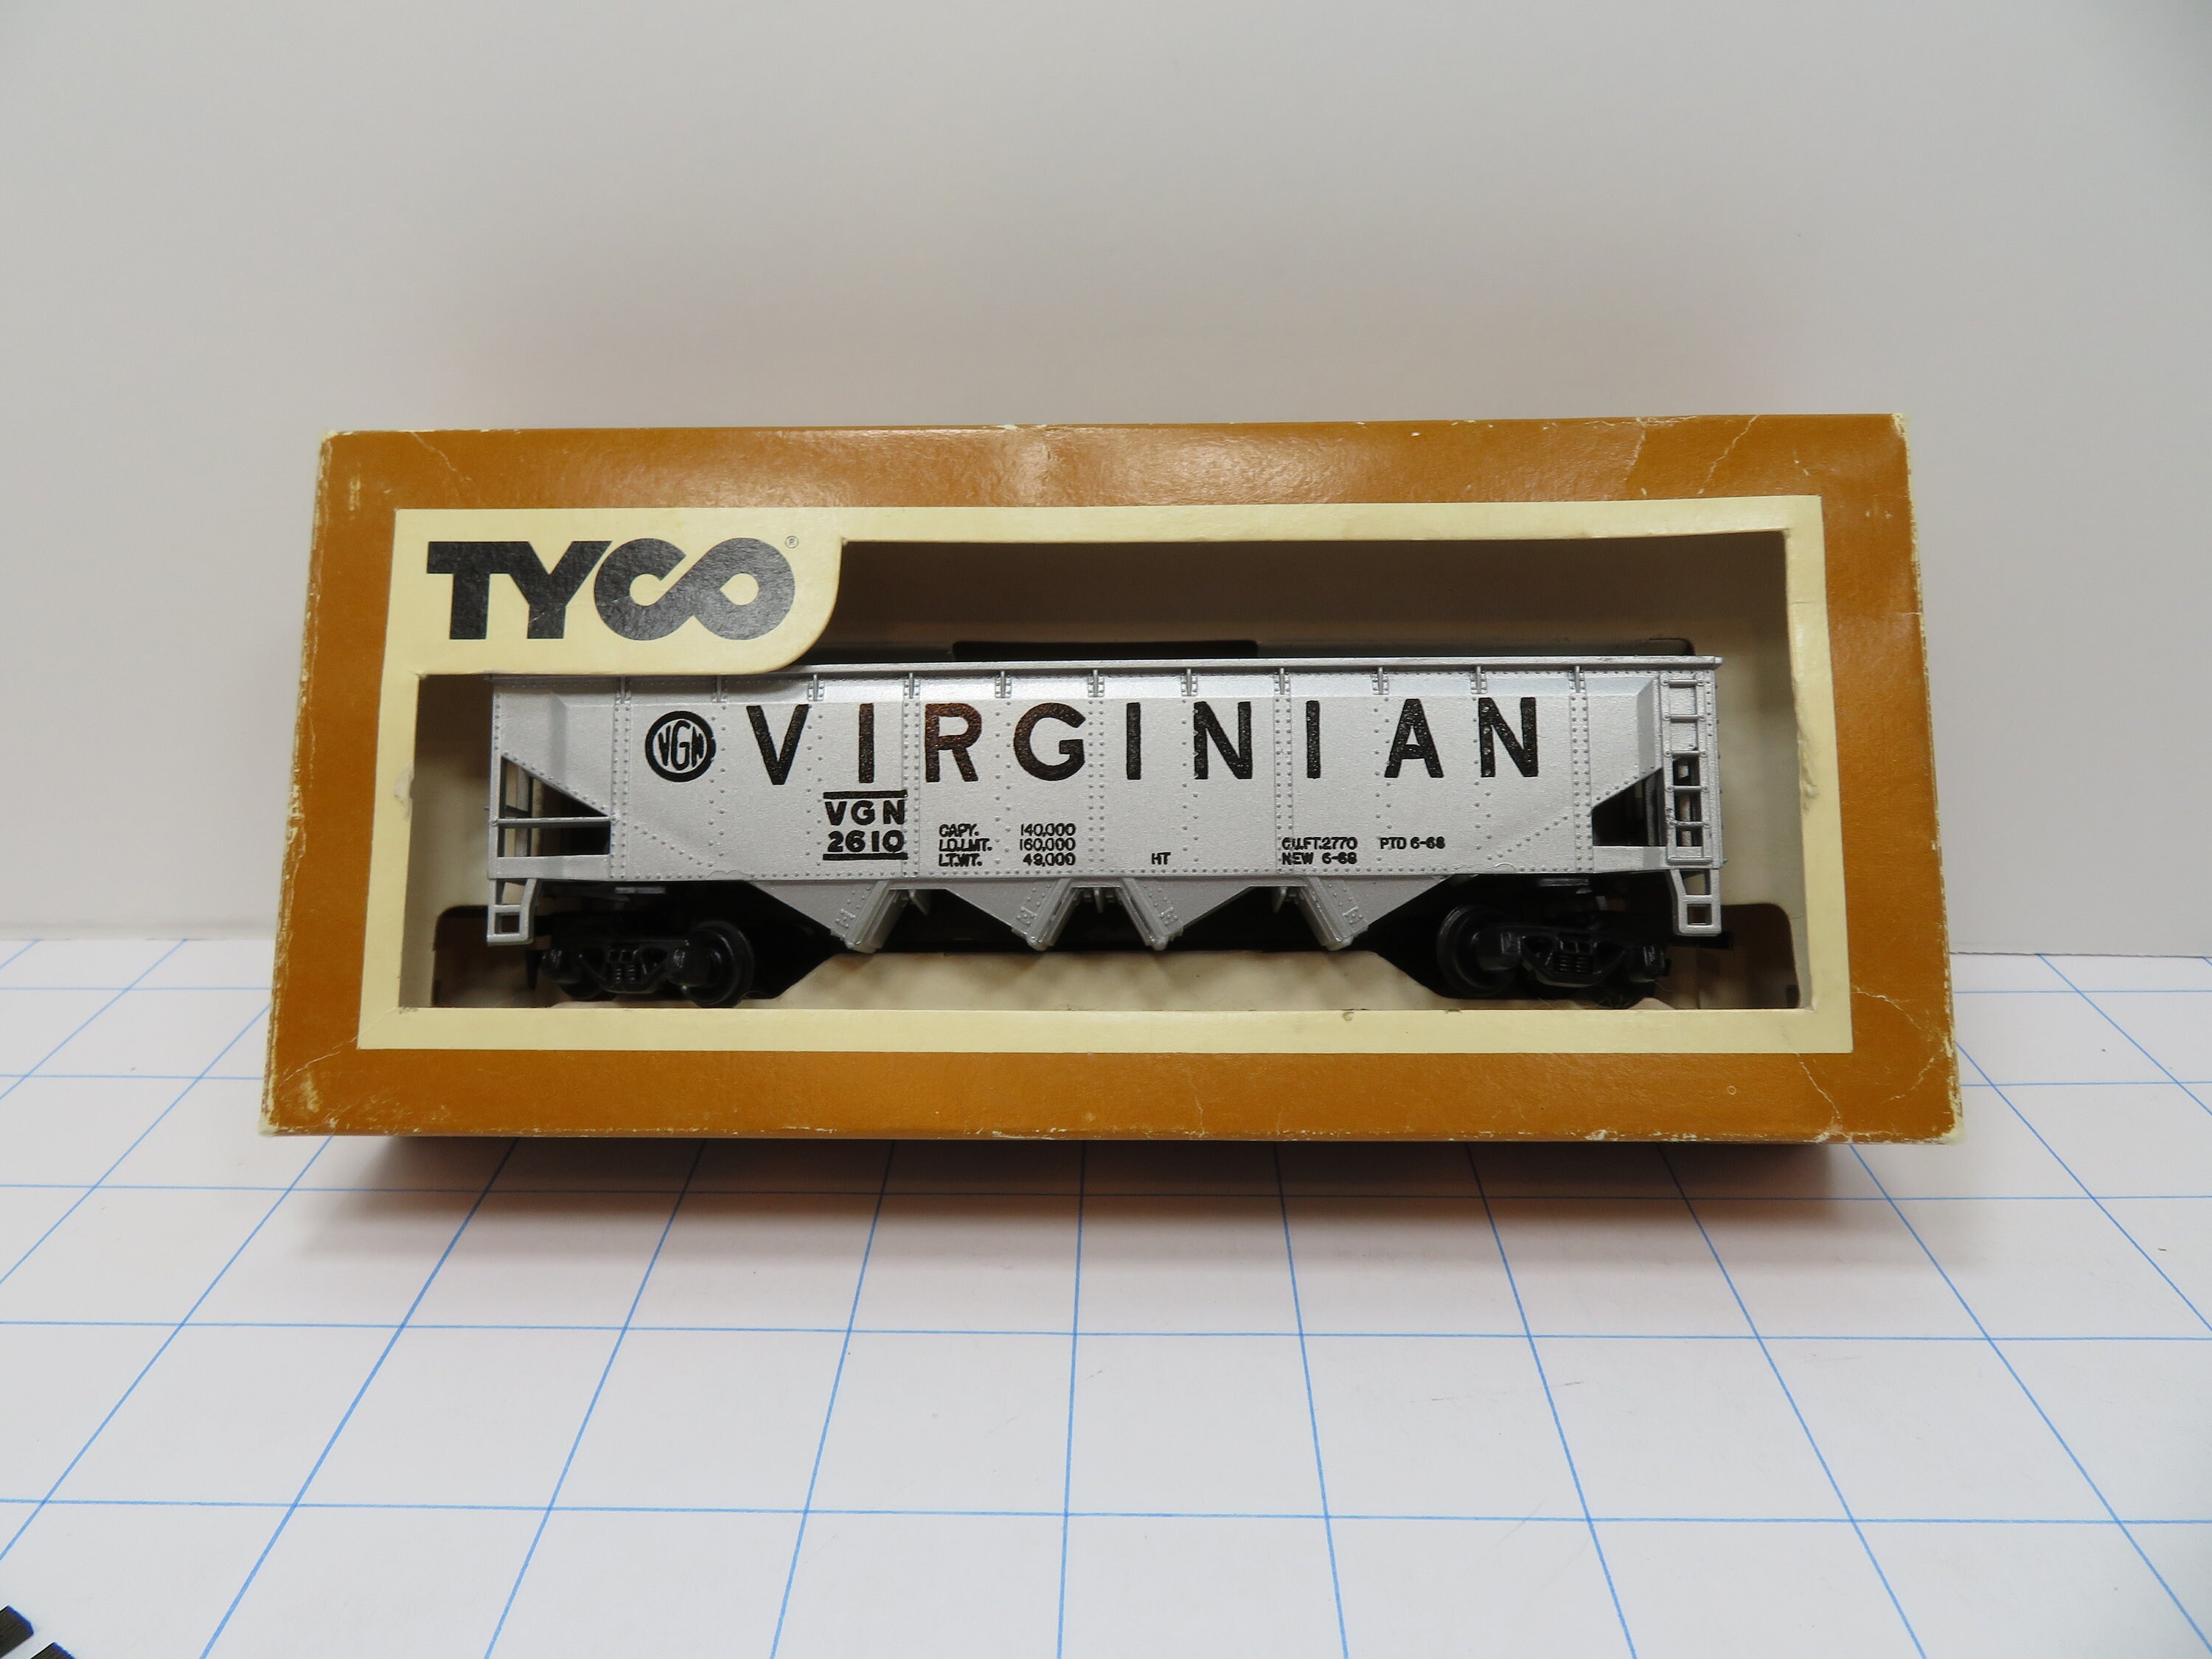 TYCO®
VGN VIRGINIAN
VGN
2610
CAPY. 140,000
LD.LMT. 160,000
LT.WT. 49,000
HT
CU.FT.2770 PTD 6-68
NEW 6-68